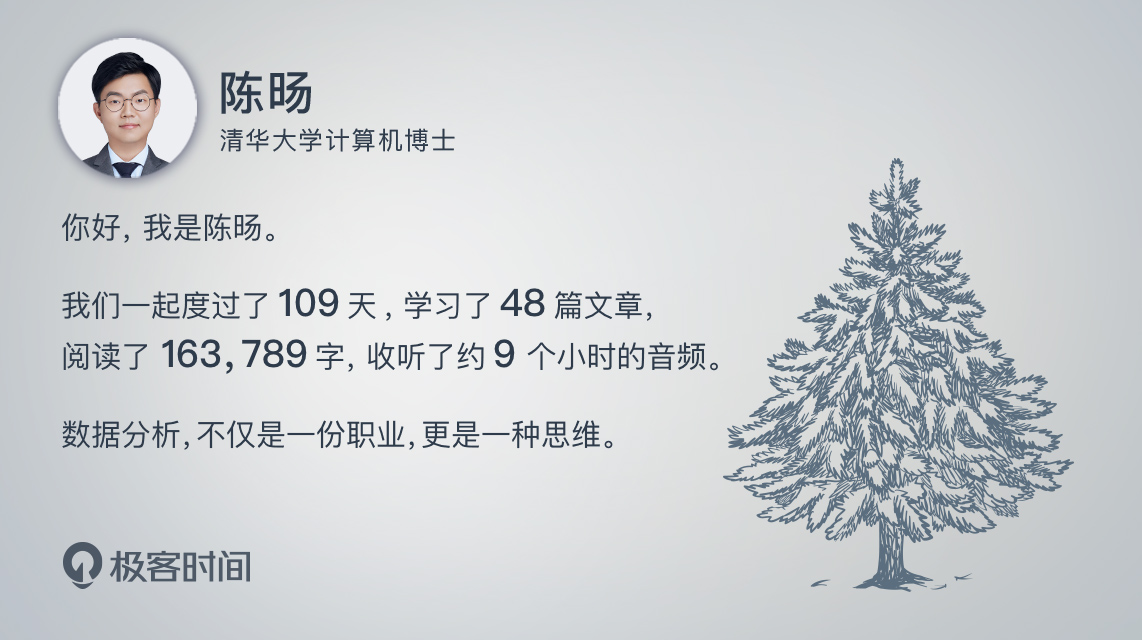 陈旸
清华大学计算机博士
你好, 我是陈旸。
我们一起度过了 109 天 , 学习了 48 篇文章,
阅读了 163,789 字, 收听了约 9 个小时的音频。
数据分析, 不仅是一份职业, 更是一种思维。
极客时间